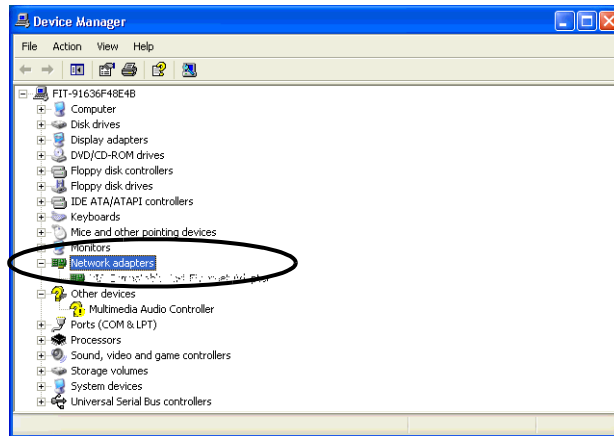 Device Manager
File Action View Help
FIT-91636F48E4B
Computer
Disk drives
Display adapters
DVD/CD-ROM drives
Floppy disk controllers
Floppy disk drives
IDE ATA/ATAPI controllers
Keyboards
Mice and other pointing devices
Monitors
Network adapters
Adapter
Other devices
Multimedia Audio Controller
Ports (COM & LPT)
Processors
Sound, video and game controllers
Storage volumes
System devices
Universal Serial Bus controllers